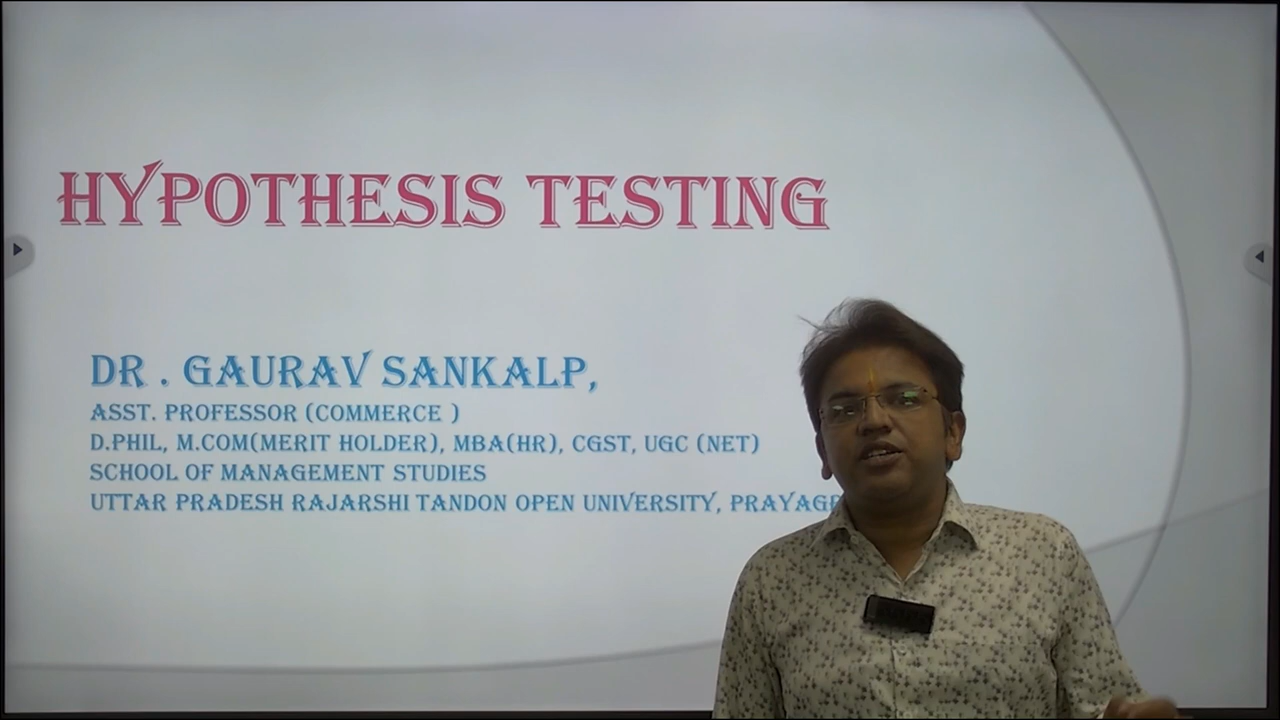 HYPOTHESIS TESTING
DR . GAURAV SANKALP,
ASST. PROFESSOR (COMMERCE )
D.PHIL, M.COM(MERIT HOLDER), MBA(HR), CGST, UGC (NET)
SCHOOL OF MANAGEMENT STUDIES
UTTAR PRADESH RAJARSHI TANDON OPEN UNIVERSITY,